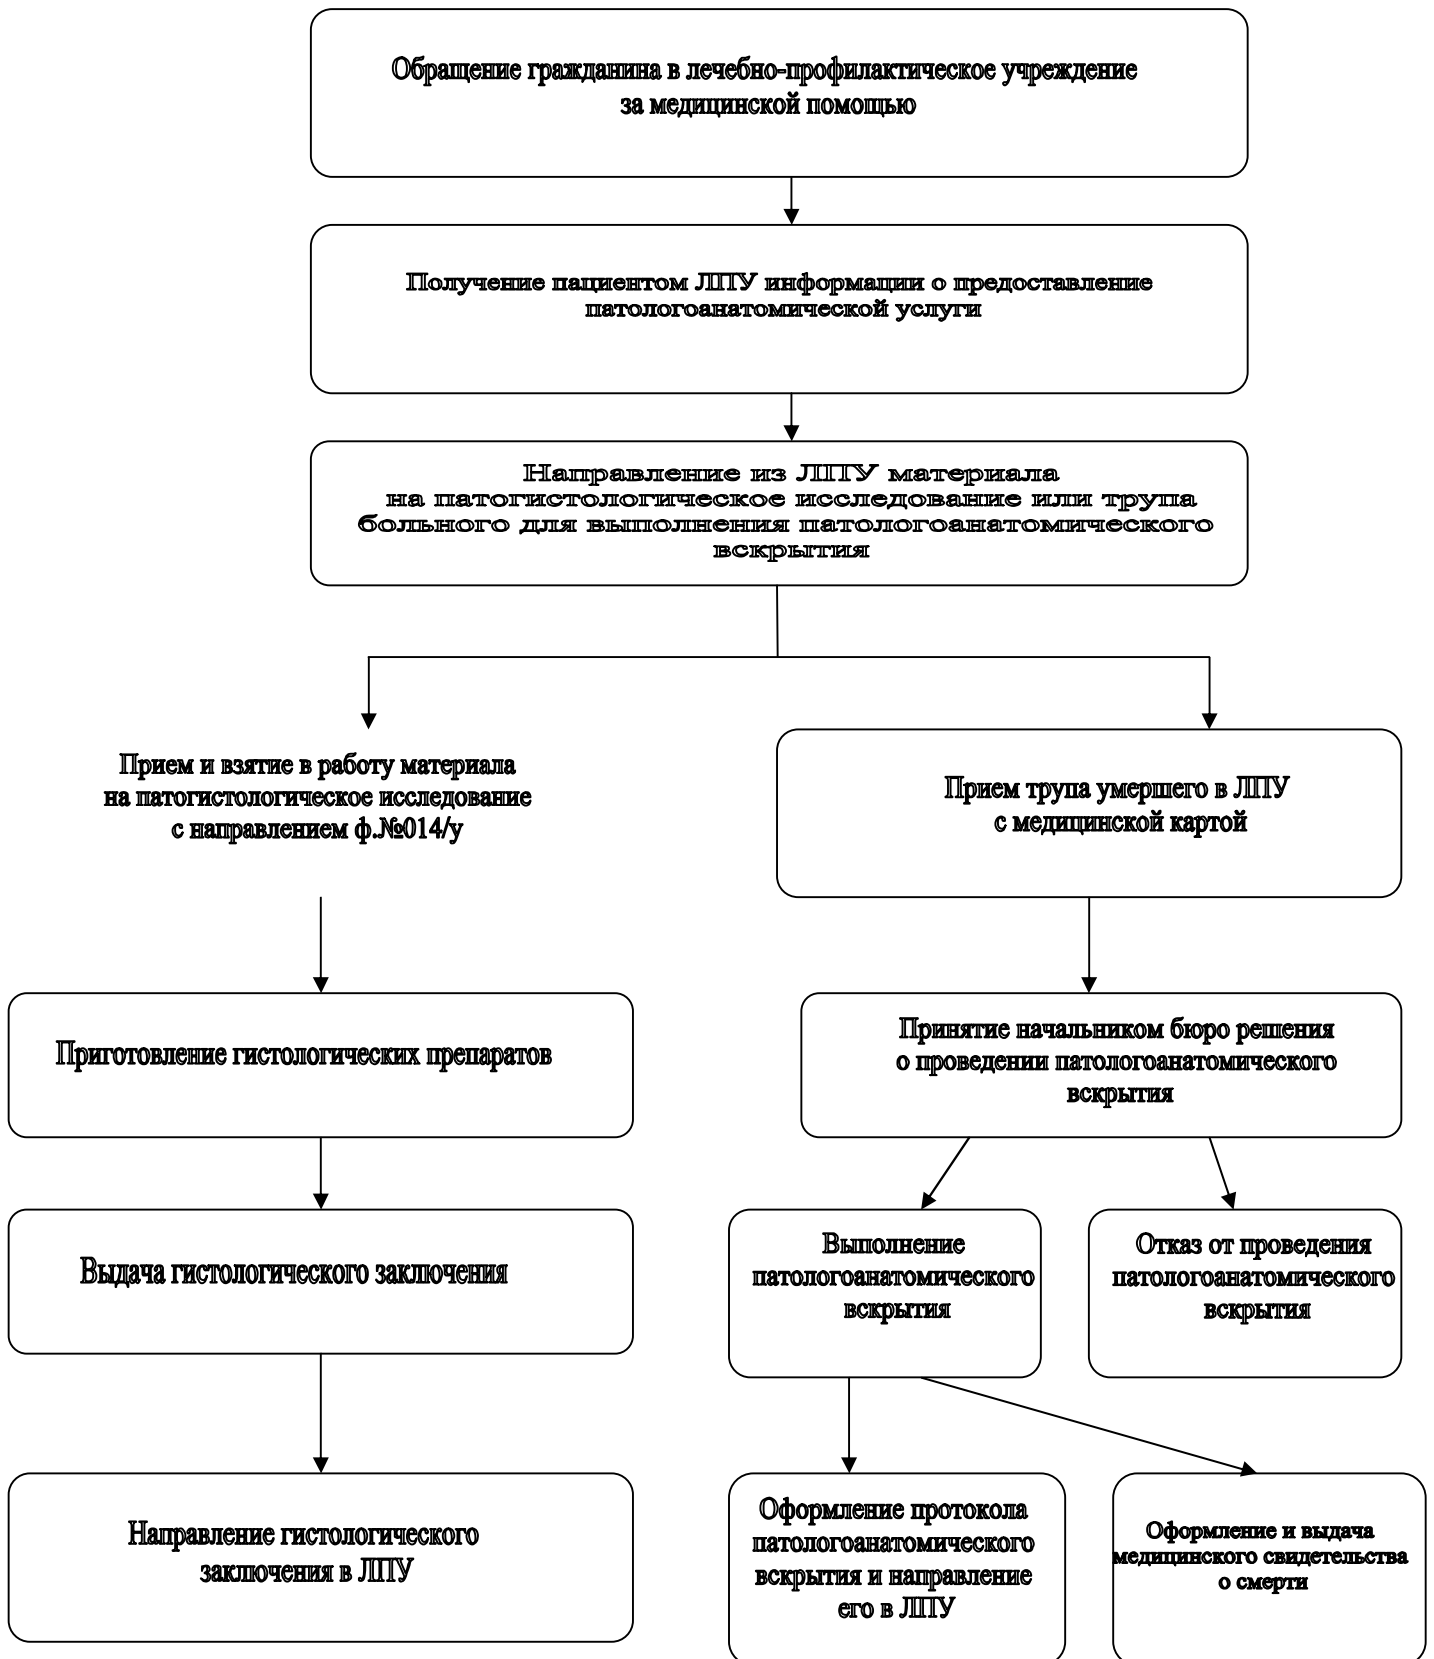 Обращение гражданина в лечебно-профилактическое учреждение
за медицинской помощью
Получение пациентом ЛПУ информации о предоставление
патологоанатомической услуги
Направление из ЛПУ материала
на патогистологическое исследование или трупа
больного для выполнения патологоанатомического
вскрытия
Прием и взятие в работу материала
на патогистологическое исследование
с направлением ф.№014/у
Прием трупа умершего в ЛПУ
с медицинской картой
Приготовление гистологических препаратов
Принятие начальником бюро решения
о проведении патологоанатомического
вскрытия
Выдача гистологического заключения
Выполнение
патологоанатомического
вскрытия
Отказ от проведения
патологоанатомического
вскрытия
Направление гистологического
заключения в ЛПУ
Оформление протокола
патологоанатомического
вскрытия и направление
его в ЛПУ
Оформление и выдача
медицинского свидетельства
о смерти